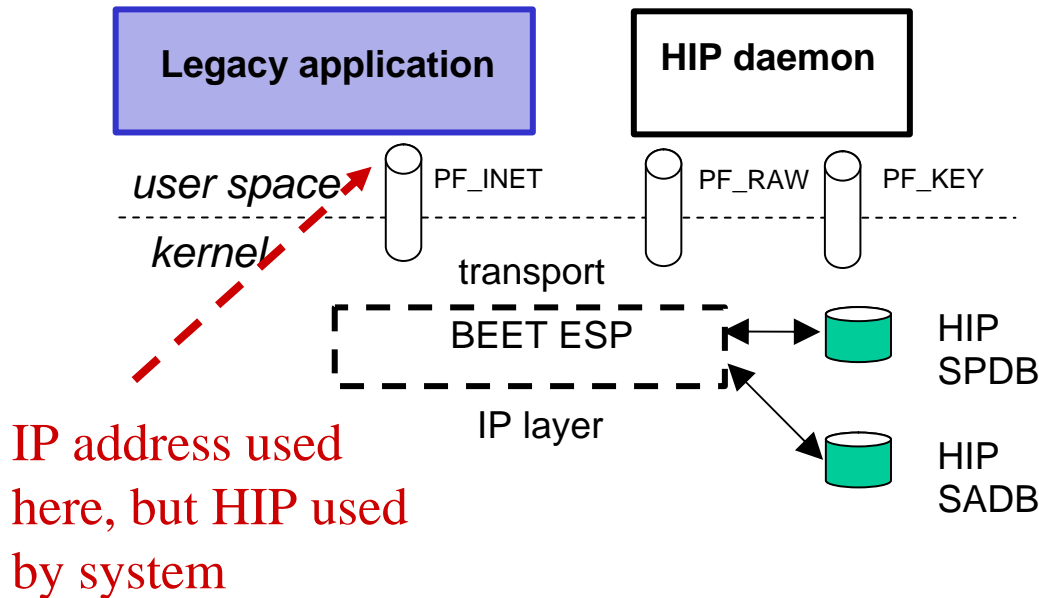 Legacy application
HIP daemon
user space
PF_INET
PF_RAW
PF_KEY
kernel
transport
BEET ESP
HIP
SPDB
IP layer
HIP
SADB
IP address used
here, but HIP used
by system